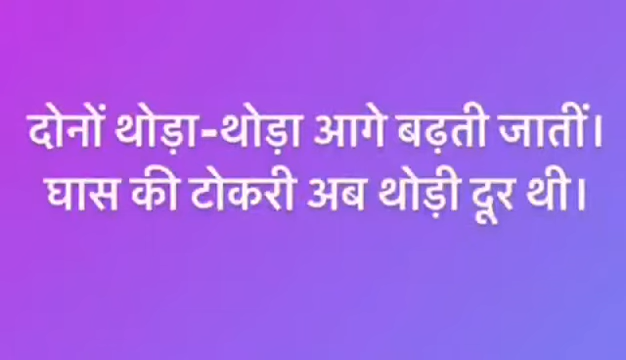 दोनों थोड़ा-थोड़ा आगे बढ़ती जातीं।
घास की टोकरी अब थोड़ी दूर थी।